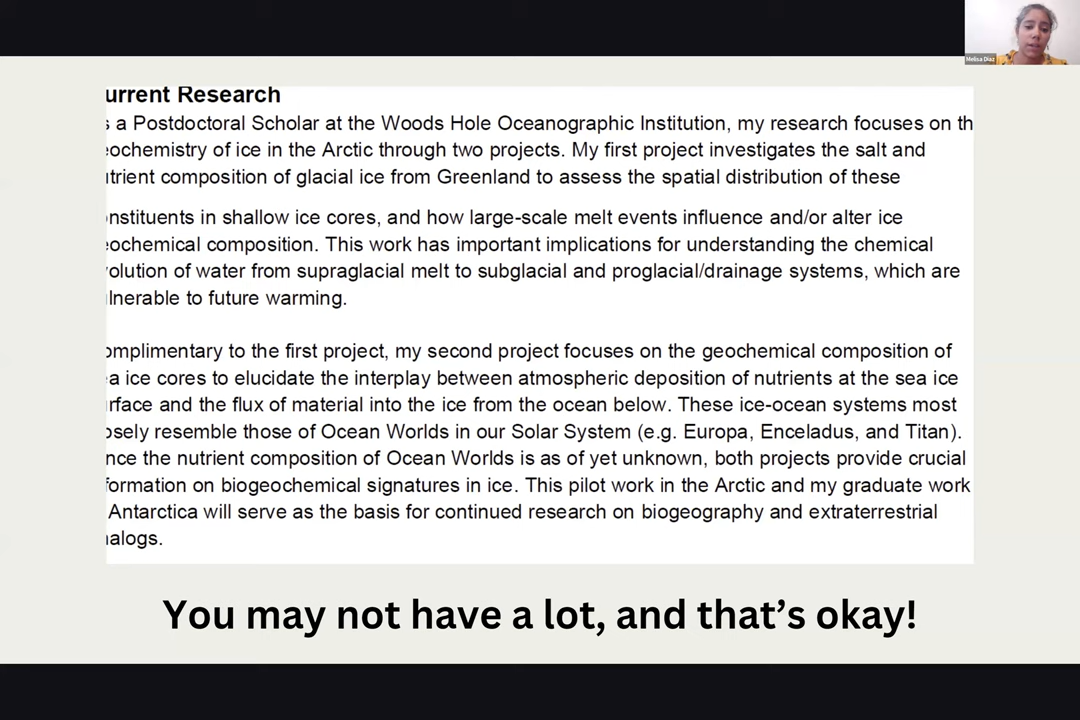 Melisa Diaz
urrent Research
s a Postdoctoral Scholar at the Woods Hole Oceanographic Institution, my research focuses on th
eochemistry of ice in the Arctic through two projects. My first project investigates the salt and
utrient composition of glacial ice from Greenland to assess the spatial distribution of these
onstituents in shallow ice cores, and how large-scale melt events influence and/or alter ice
eochemical composition. This work has important implications for understanding the chemical
volution of water from supraglacial melt to subglacial and proglacial/drainage systems, which are
ulnerable to future warming.
omplimentary to the first project, my second project focuses on the geochemical composition of
ea ice cores to elucidate the interplay between atmospheric deposition of nutrients at the sea ice
urface and the flux of material into the ice from the ocean below. These ice-ocean systems most
osely resemble those of Ocean Worlds in our Solar System (e.g. Europa, Enceladus, and Titan).
nce the nutrient composition of Ocean Worlds is as of yet unknown, both projects provide crucial
formation on biogeochemical signatures in ice. This pilot work in the Arctic and my graduate work
Antarctica will serve as the basis for continued research on biogeography and extraterrestrial
nalogs.
You may not have a lot, and that's okay!